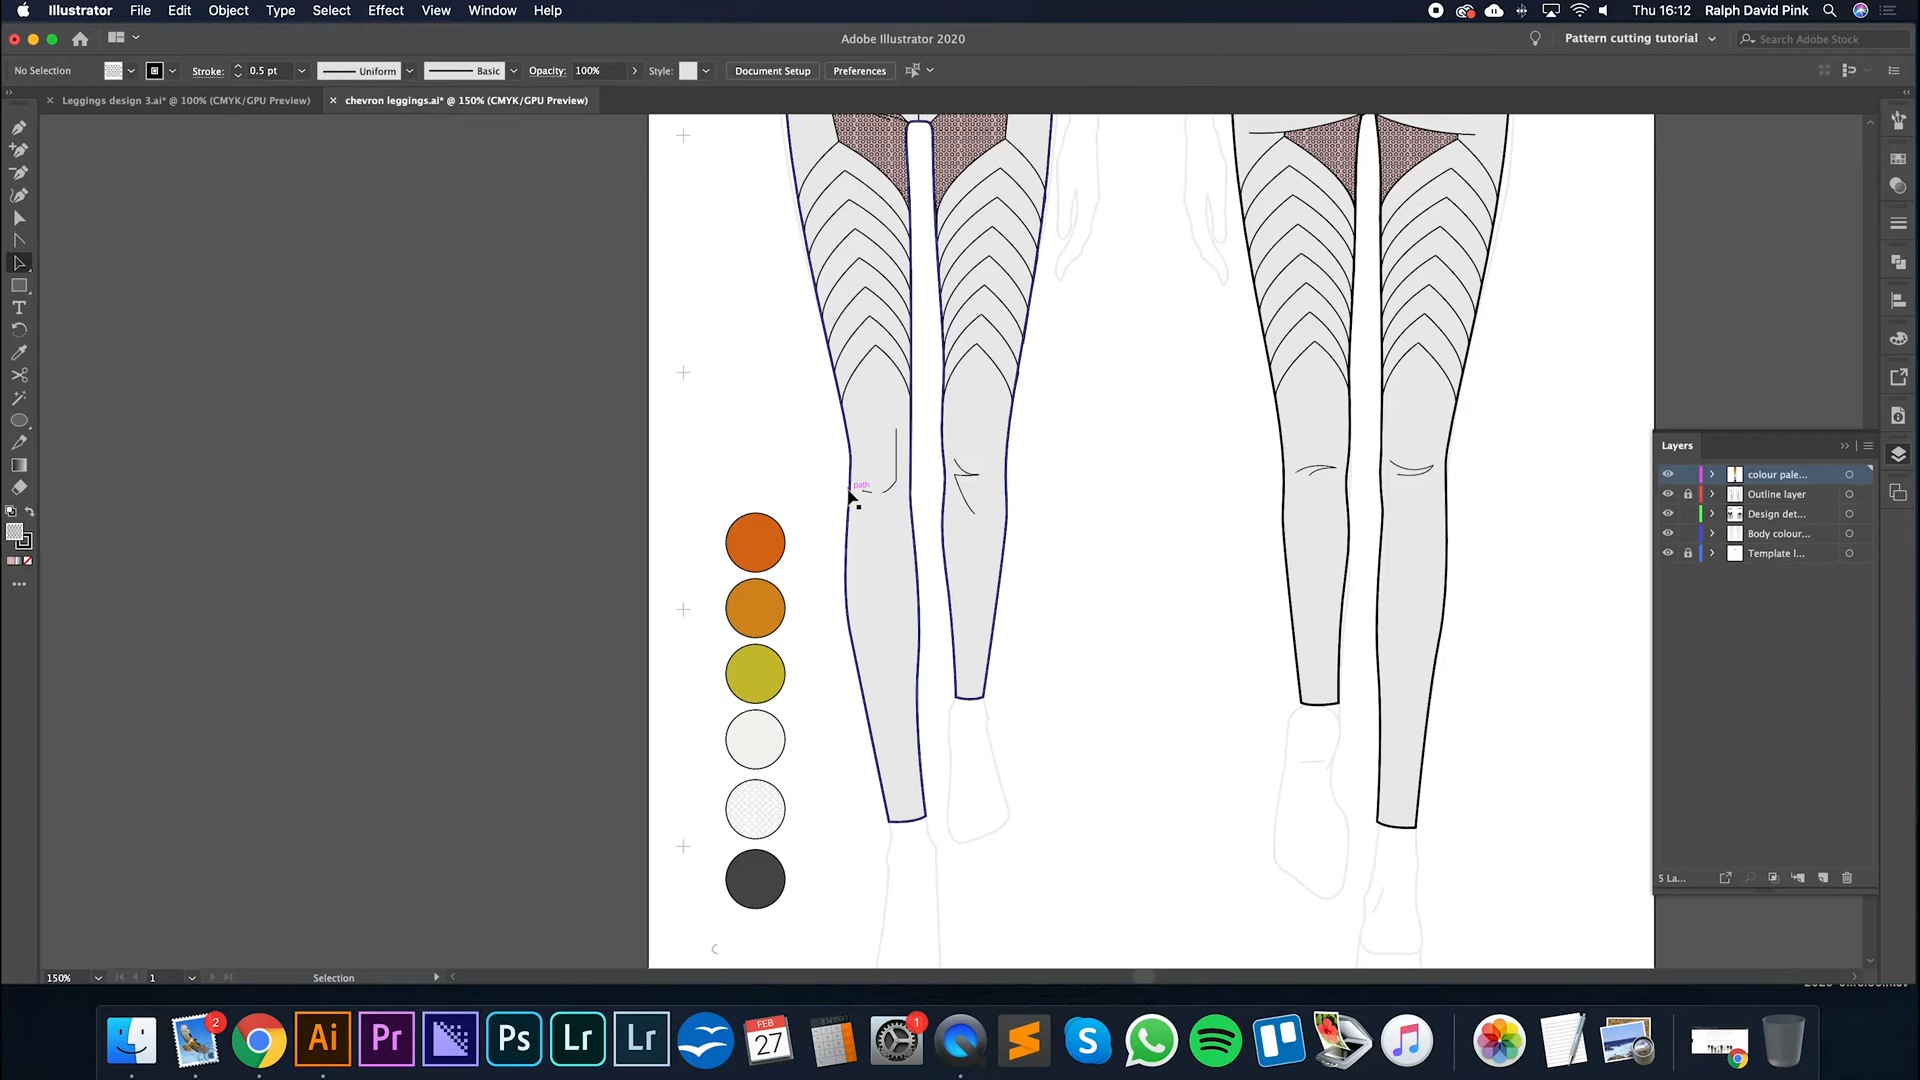 Illustrator File Edit Object Type Select Effect View Window Help
Thu 16:12 Ralph David Pink
Adobe Illustrator 2020
Pattern cutting tutorial
Search Adobe Stock
No Selection
Stroke: 0.5 pt
Uniform
Basic
Opacity: 100%
Style:
Document Setup
Preferences
Leggings design 3.ai* @ 100% (CMYK/GPU Preview)
chevron leggings.ai* @ 150% (CMYK/GPU Preview)
path
Layers
colour pale...
Outline layer
Design det...
Body colour...
Template l...
5 La...
150%
1
Selection
2
Ai
Pr
Ps
Lr
Lr
FEB
27
1